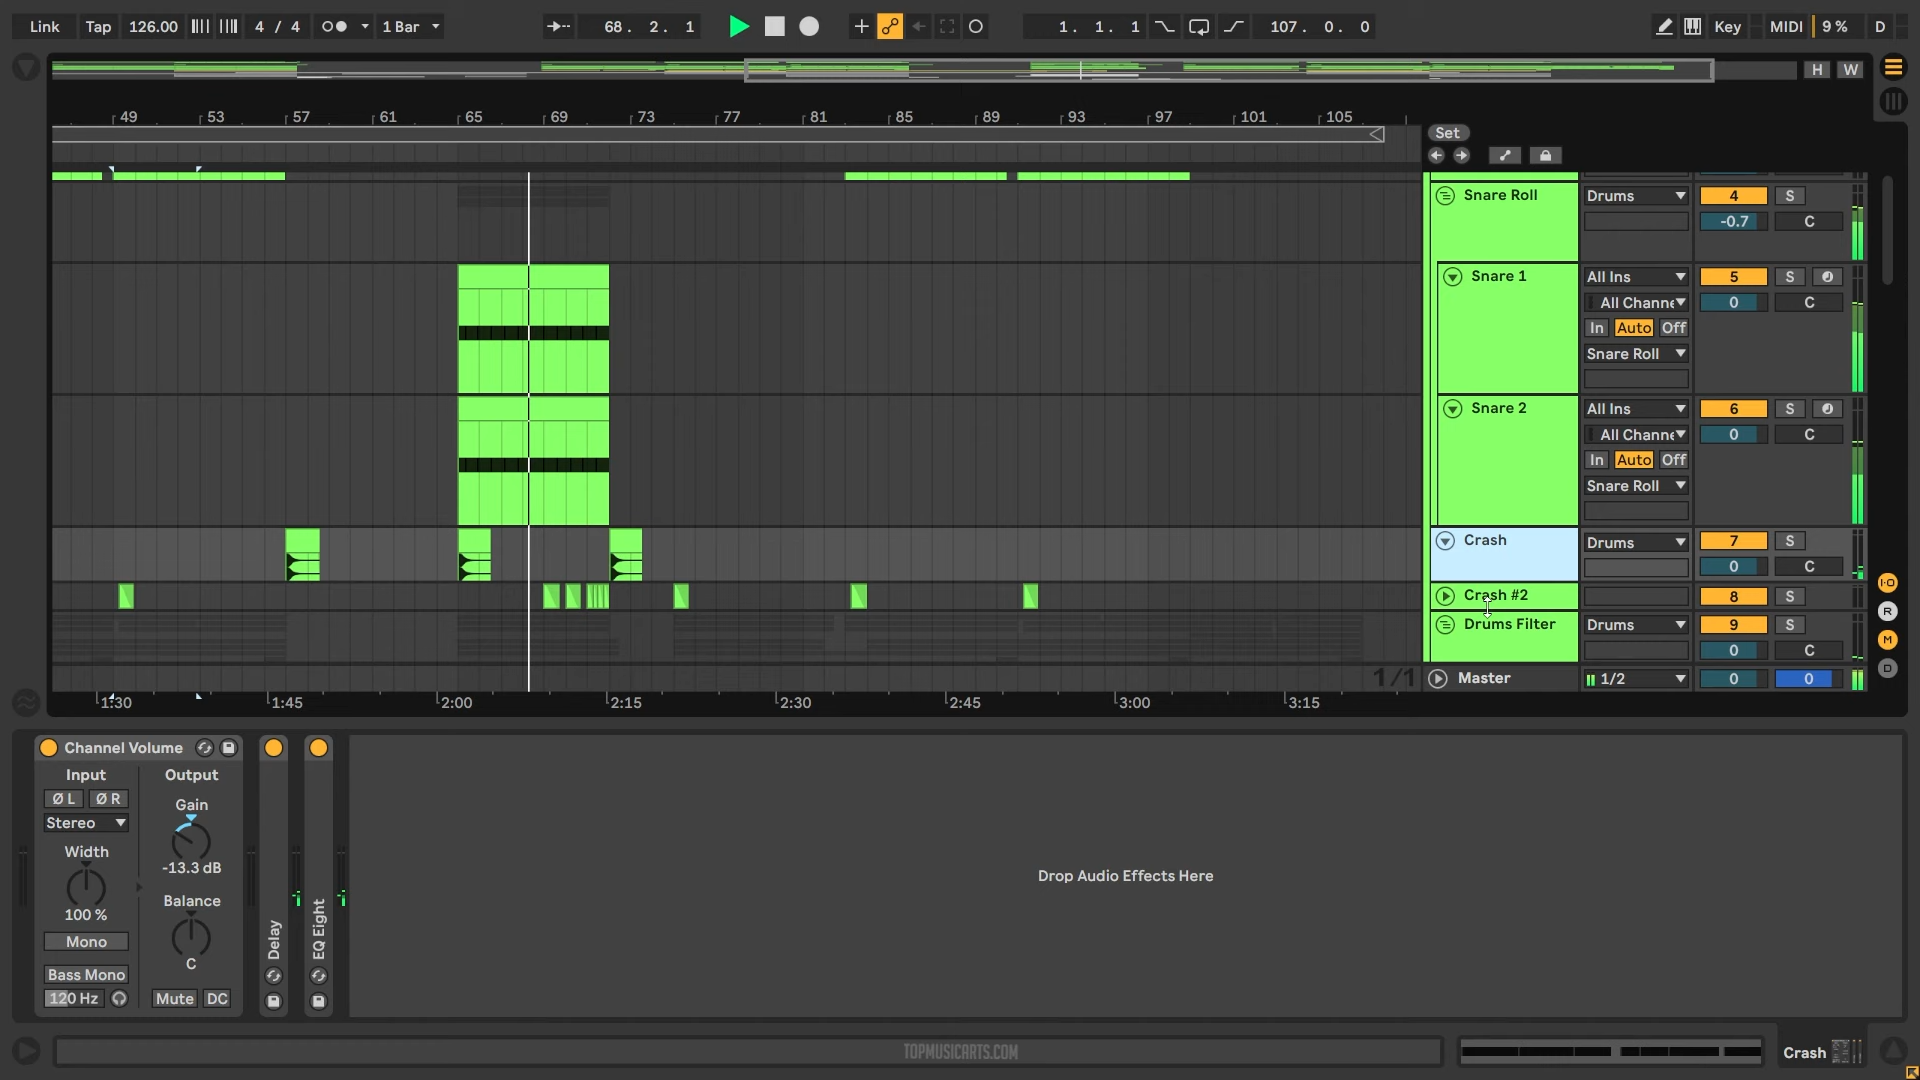 Link Tap 126.00 4 / 4 1 Bar 68. 2. 1 1. 1. 1 107. 0. 0 Key MIDI 9 % D
H W
49 53 57 61 65 69 73 77 81 85 89 93 97 101 105
Set
Snare Roll Drums 4 S
-0.7 C
Snare 1 All Ins 5 S
All Channe 0 C
In Auto Off
Snare Roll
Snare 2 All Ins 6 S
All Channe 0 C
In Auto Off
Snare Roll
Crash Drums 7 S
0 C
Crash #2 8 S
Drums Filter Drums 9 S
0 C
I·O
R
M
D
1/1 Master 1/2 0 0
1:30 1:45 2:00 2:15 2:30 2:45 3:00 3:15
Channel Volume
Input Output
Ø L Ø R Gain
Stereo
Width -13.3 dB
100 % Balance
Mono C
Bass Mono
120 Hz Mute DC
Delay
EQ Eight
Drop Audio Effects Here
TOPMUSICARTS.COM
Crash